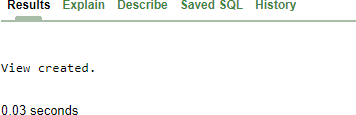 Results Explain Describe Saved SQL History
View created.
0.03 seconds